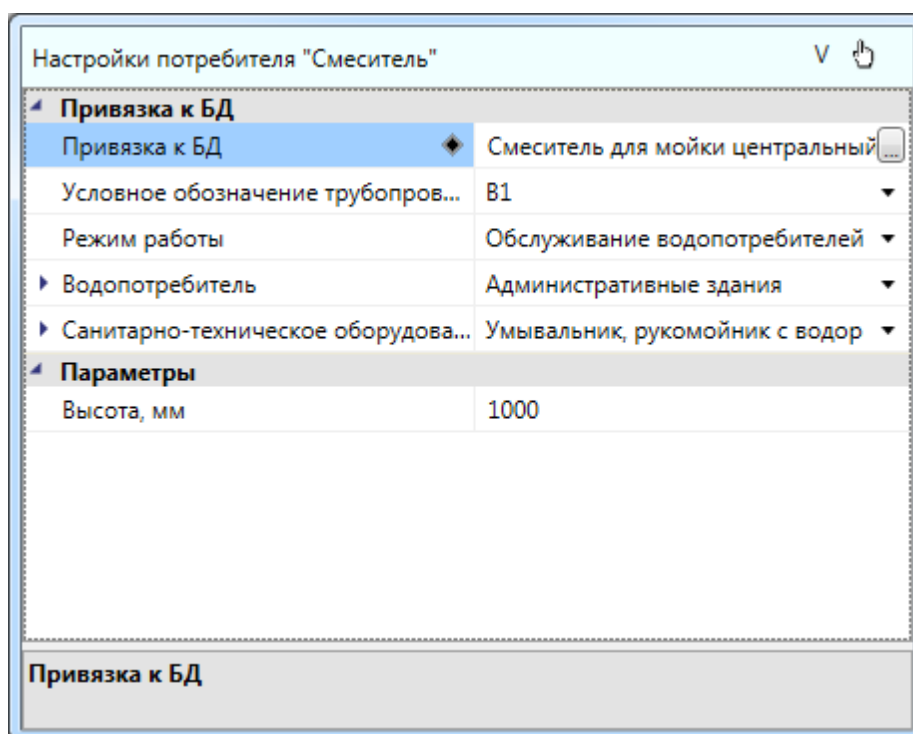 Настройки потребителя "Смеситель" V
Привязка к БД
Привязка к БД Смеситель для мойки центральный ...
Условное обозначение трубопров... В1
Режим работы Обслуживание водопотребителей
Водопотребитель Административные здания
Санитарно-техническое оборудова... Умывальник, рукомойник с водор
Параметры
Высота, мм 1000
Привязка к БД